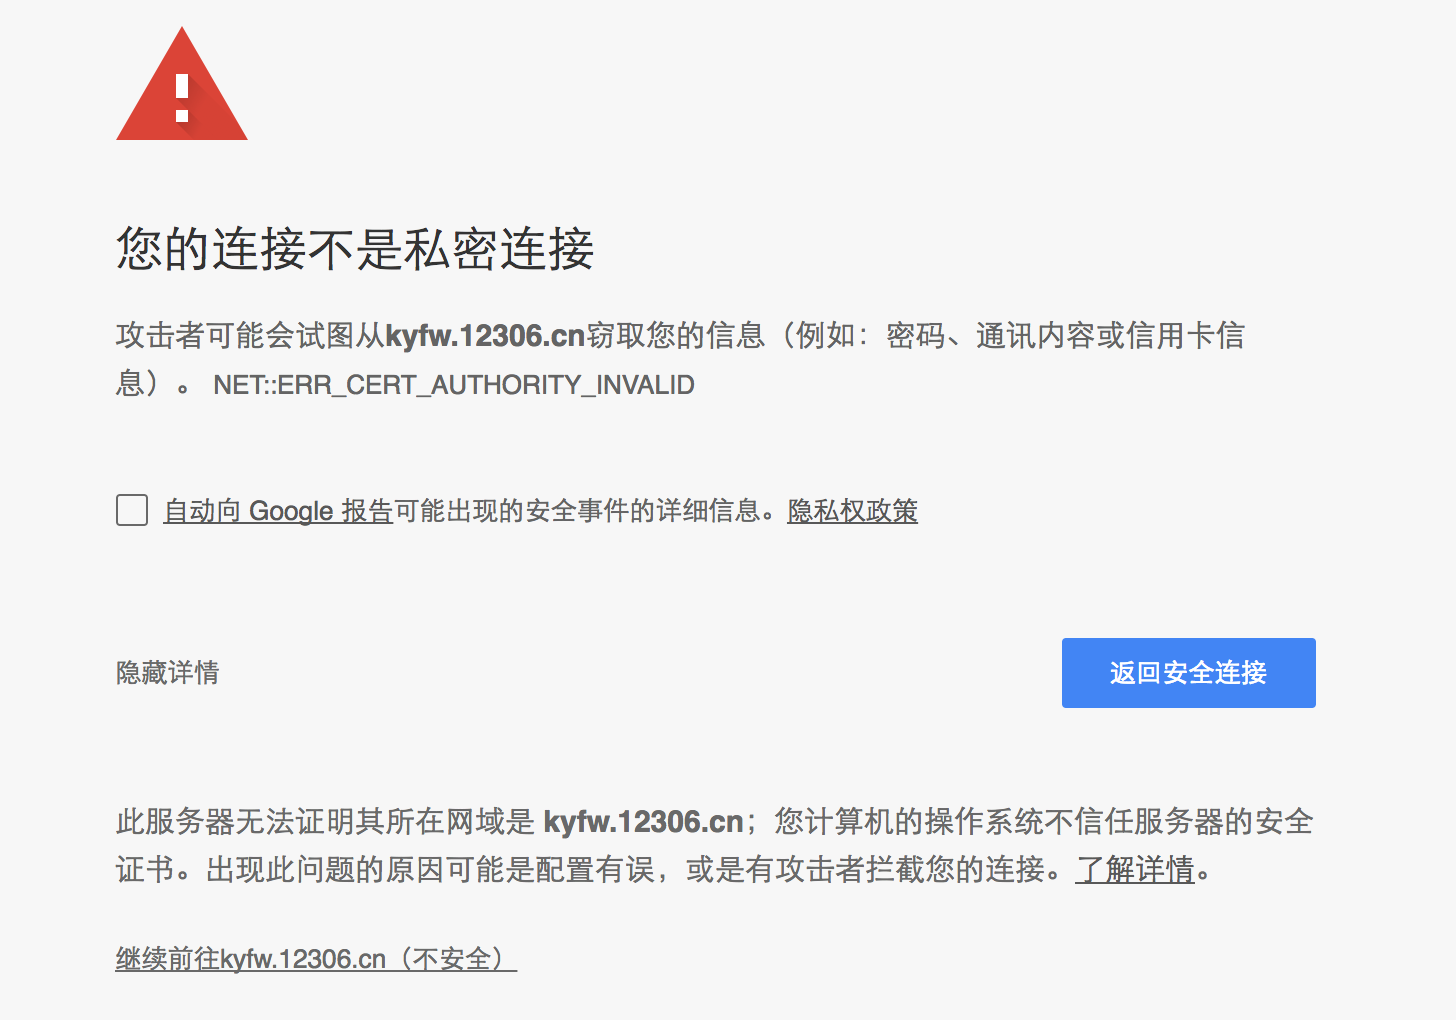 您的连接不是私密连接
攻击者可能会试图从kyfw.12306.cn窃取您的信息（例如：密码、通讯内容或信用卡信
息）。 NET::ERR_CERT_AUTHORITY_INVALID
自动向 Google 报告可能出现的安全事件的详细信息。隐私权政策
隐藏详情
返回安全连接
此服务器无法证明其所在网域是 kyfw.12306.cn；您计算机的操作系统不信任服务器的安全
证书。出现此问题的原因可能是配置有误，或是有攻击者拦截您的连接。了解详情。
继续前往kyfw.12306.cn（不安全）